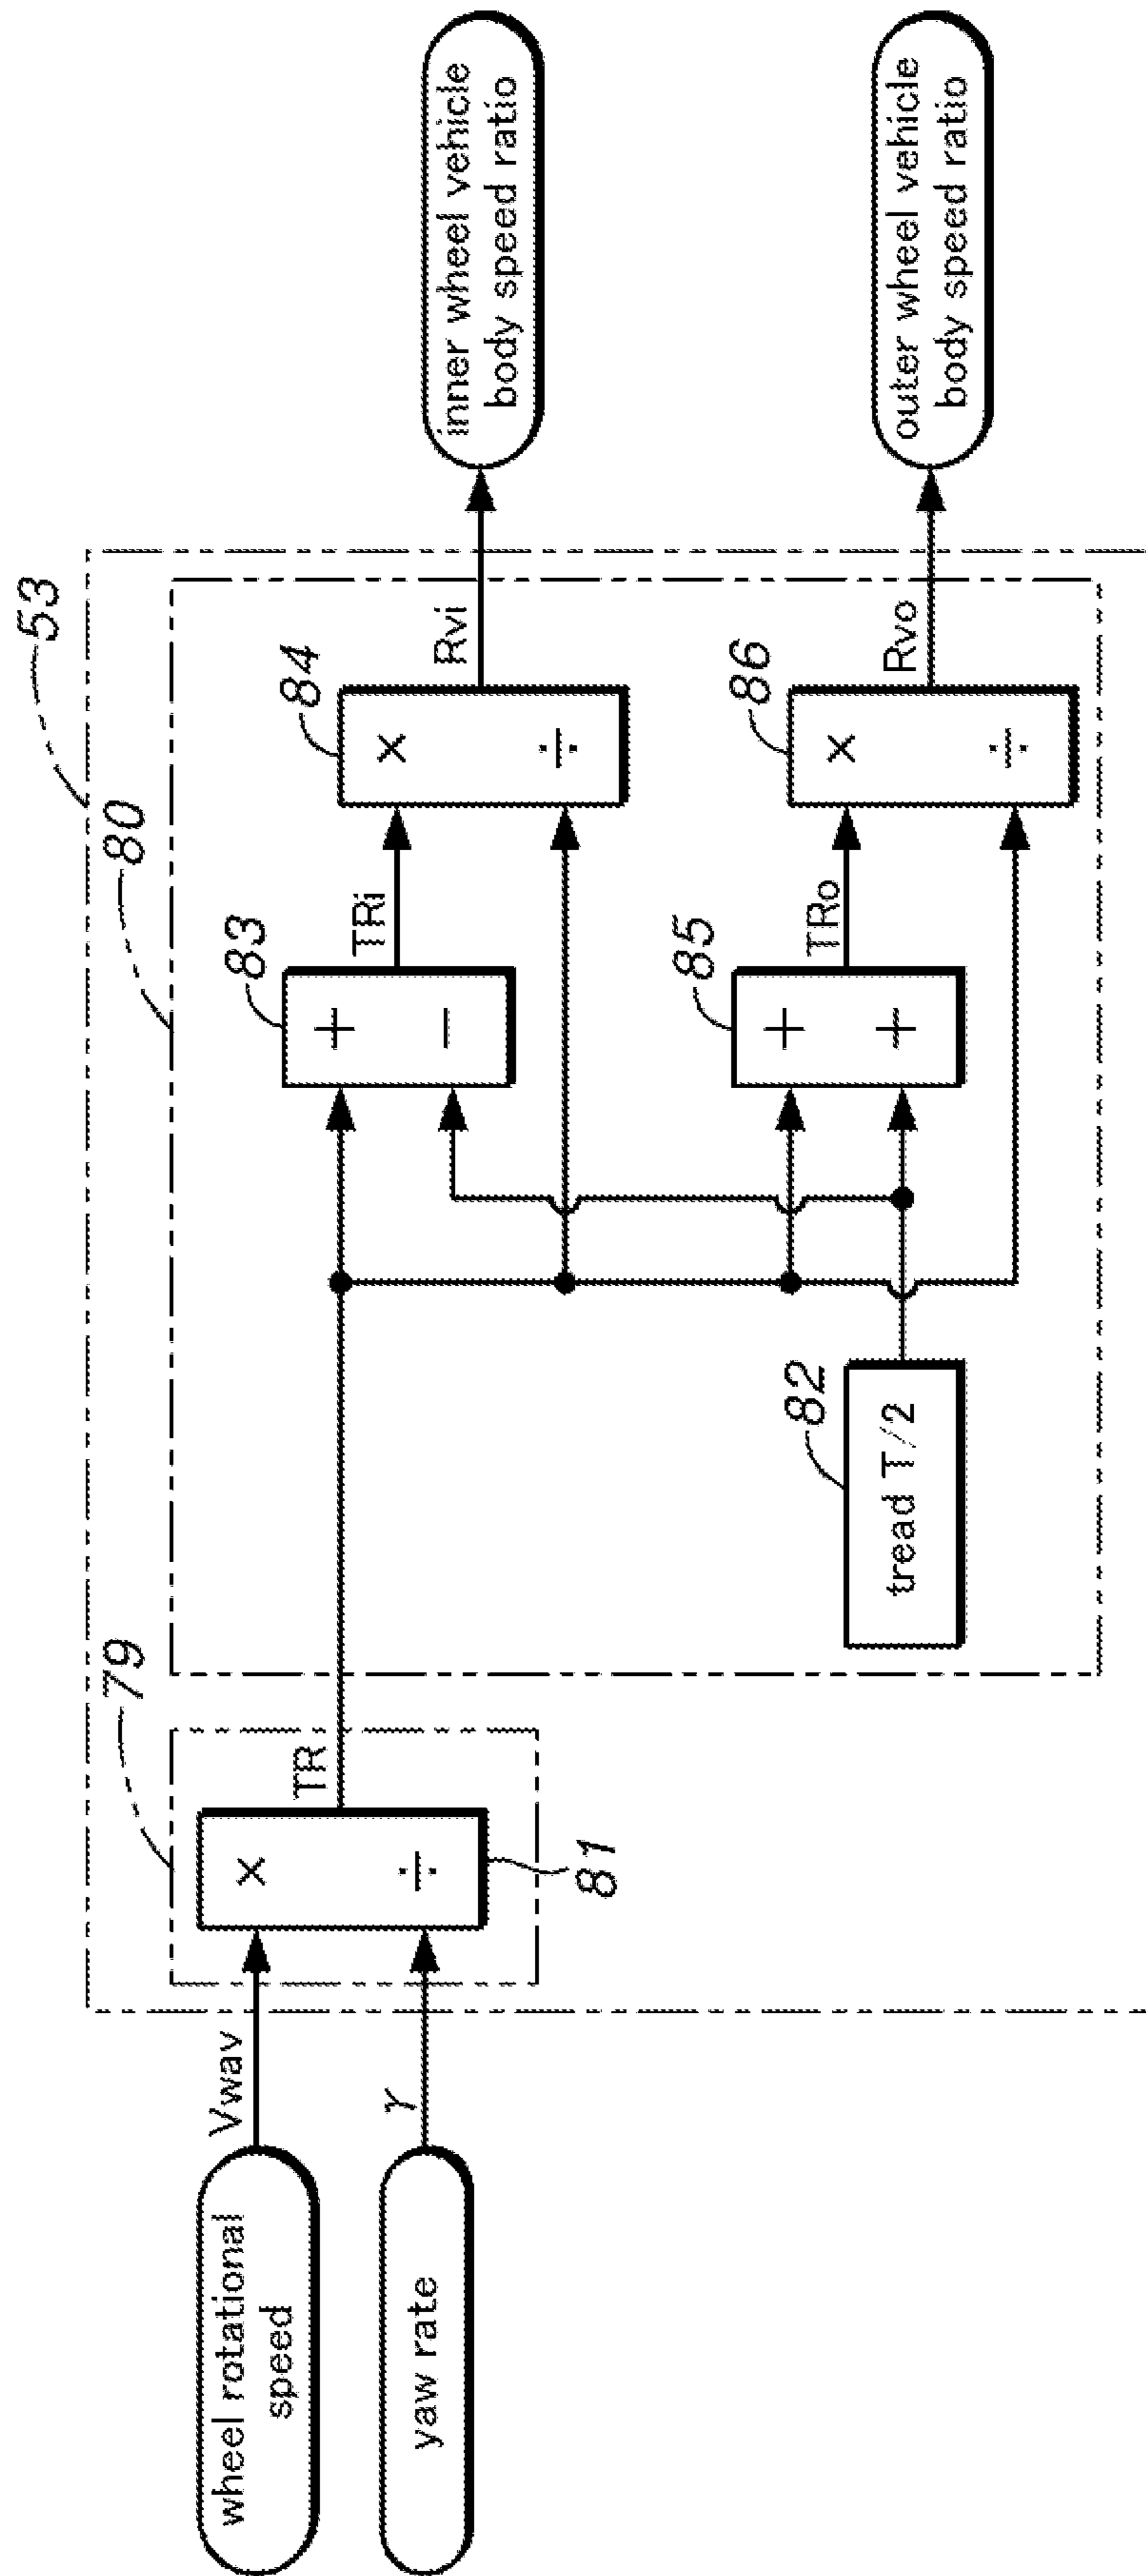 53
80
79
wheel rotational
speed
Vwav
yaw rate
γ
×
÷
81
TR
83
+
−
TRi
84
×
÷
Rvi
inner wheel vehicle
body speed ratio
82
tread T/2
85
+
+
TRo
86
×
÷
Rvo
outer wheel vehicle
body speed ratio